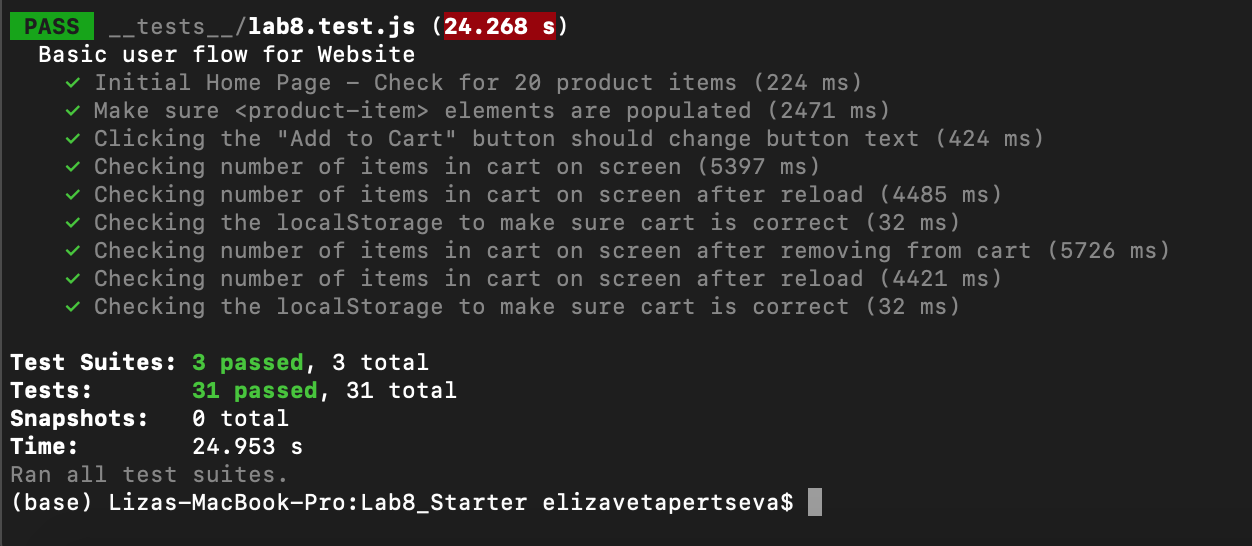 PASS __tests__/lab8.test.js (24.268 s)
Basic user flow for Website
✓ Initial Home Page – Check for 20 product items (224 ms)
✓ Make sure <product-item> elements are populated (2471 ms)
✓ Clicking the "Add to Cart" button should change button text (424 ms)
✓ Checking number of items in cart on screen (5397 ms)
✓ Checking number of items in cart on screen after reload (4485 ms)
✓ Checking the localStorage to make sure cart is correct (32 ms)
✓ Checking number of items in cart on screen after removing from cart (5726 ms)
✓ Checking number of items in cart on screen after reload (4421 ms)
✓ Checking the localStorage to make sure cart is correct (32 ms)
Test Suites: 3 passed, 3 total
Tests: 31 passed, 31 total
Snapshots: 0 total
Time: 24.953 s
Ran all test suites.
(base) Lizas-MacBook-Pro:Lab8_Starter elizavetapertseva$